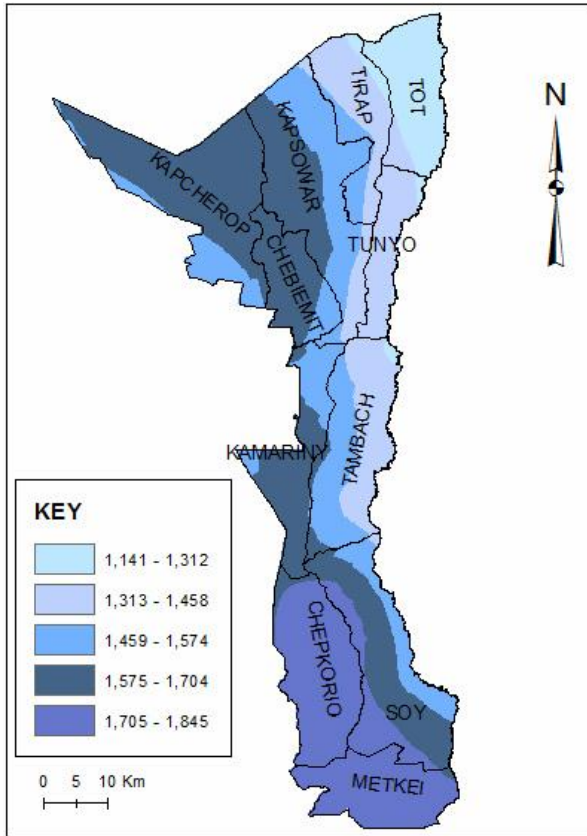 TOT
TIRAP
N
KAPSOWAR
KAPCHEROP
TUNYO
CHEBIEMIT
TAMBACH
KAMARINY
KEY
1,141 - 1,312
1,313 - 1,458
1,459 - 1,574
1,575 - 1,704
1,705 - 1,845
CHEPKORIO
SOY
METKEI
0 5 10 Km